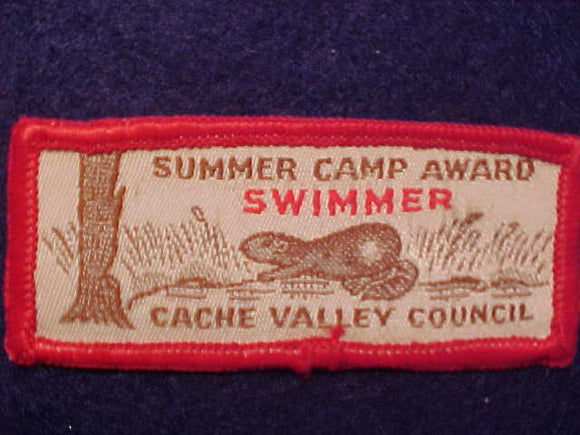 SUMMER CAMP AWARD
SWIMMER
CACHE VALLEY COUNCIL